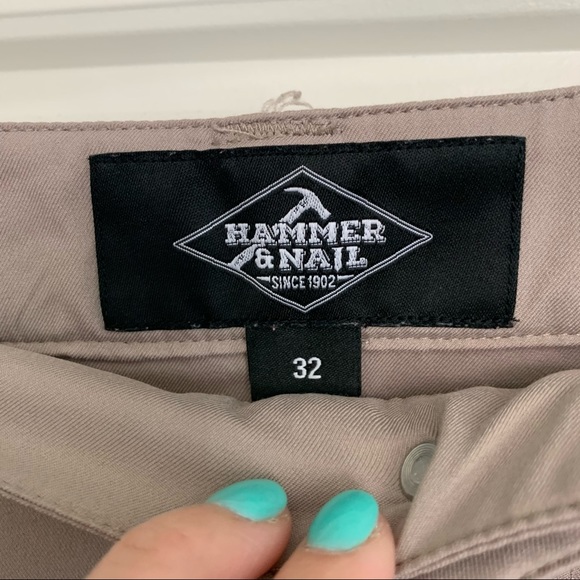 HAMMER
& NAIL
SINCE 1902
32